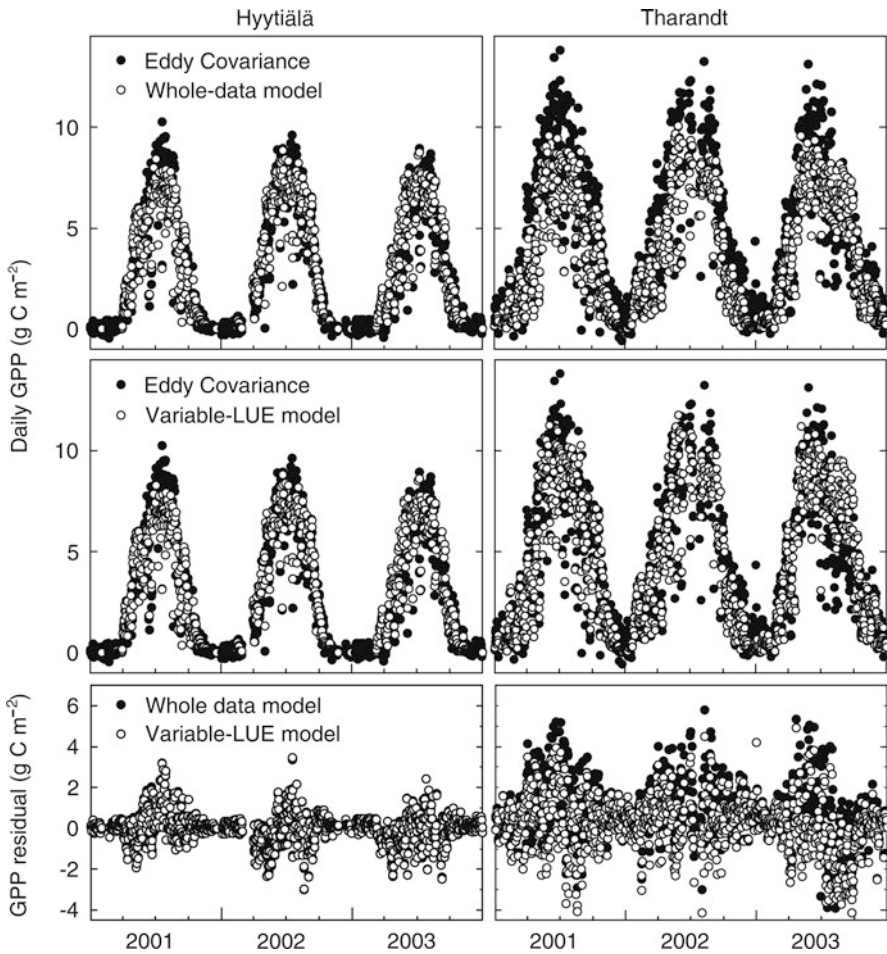 Hyytiälä
Tharandt
Eddy Covariance
Whole-data model
10
5
0
Eddy Covariance
Variable-LUE model
10
5
0
Daily GPP (g C m⁻²)
Whole data model
Variable-LUE model
6
4
2
0
-2
-4
GPP residual (g C m⁻²)
2001 2002 2003
2001 2002 2003